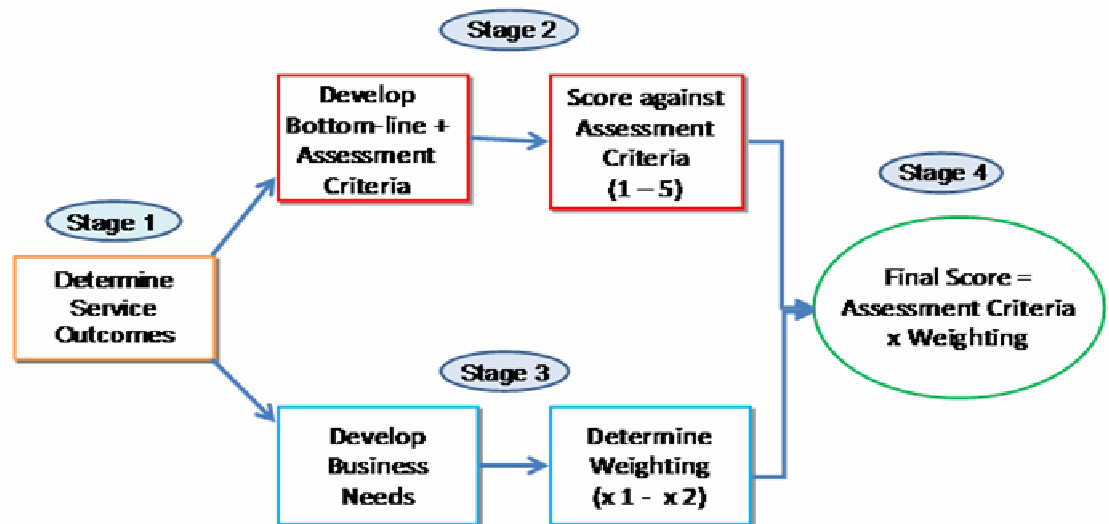 Stage 1
Determine
Service
Outcomes
Stage 2
Develop
Bottom-line +
Assessment
Criteria
Score against
Assessment
Criteria
(1 – 5)
Stage 3
Develop
Business
Needs
Determine
Weighting
(x 1 -  x 2)
Stage 4
Final Score =
Assessment Criteria
x Weighting